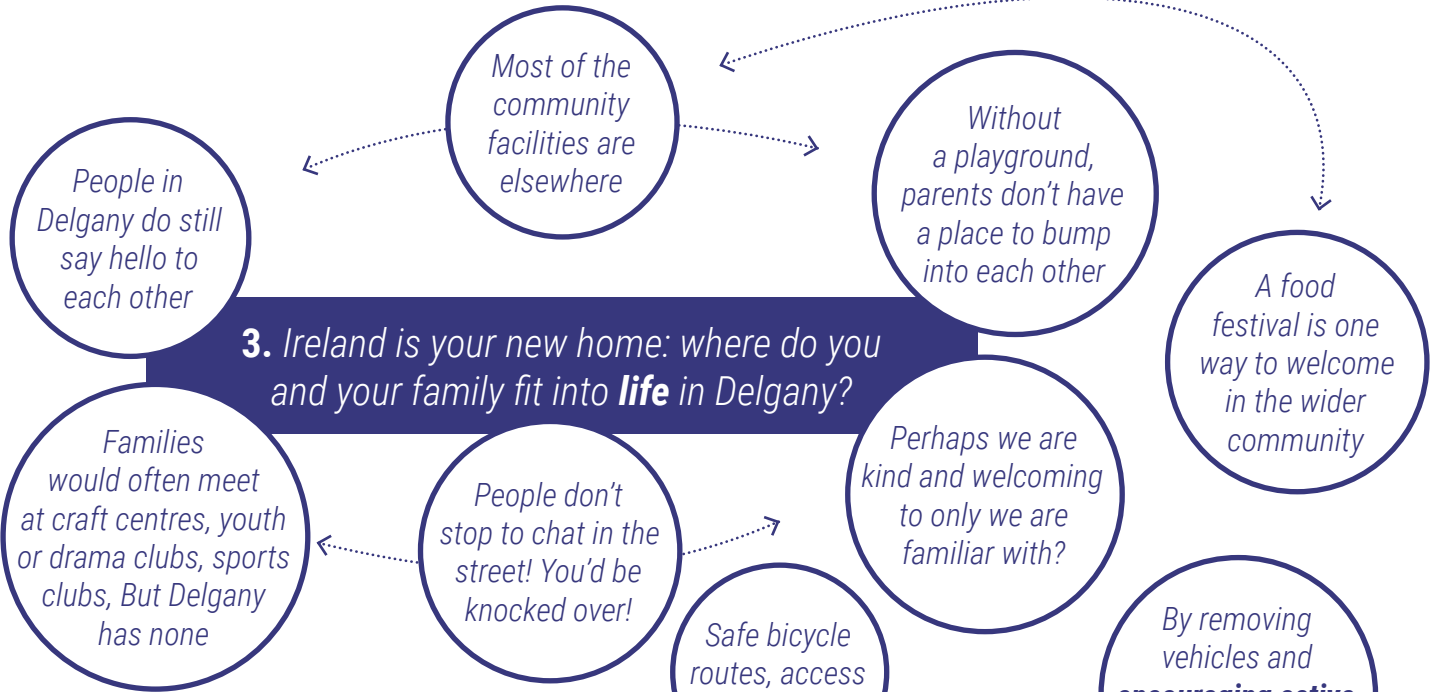 Most of the
community
facilities are
elsewhere
Without
a playground,
parents don't have
a place to bump
into each other
People in
Delgany do still
say hello to
each other
A food
festival is one
way to welcome
in the wider
community
3. Ireland is your new home: where do you
and your family fit into life in Delgany?
Families
would often meet
at craft centres, youth
or drama clubs, sports
clubs, But Delgany
has none
People don't
stop to chat in the
street! You'd be
knocked over!
Perhaps we are
kind and welcoming
to only we are
familiar with?
Safe bicycle
routes, access
By removing
vehicles and
encouraging active